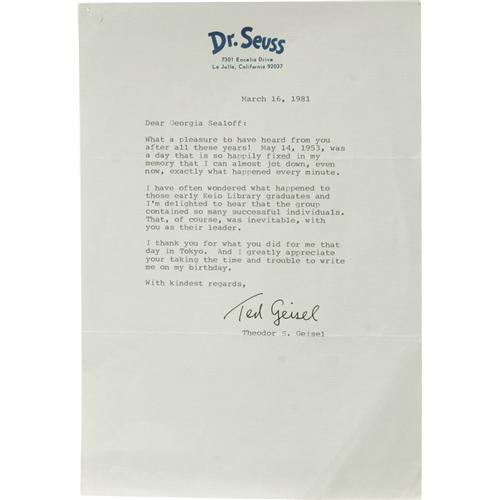 Dr. Seuss
7301 Encelia Drive
La Jolla, California 92037
March 16, 1981
Dear Georgia Sealoff:
What a pleasure to have heard from you
after all these years! May 14, 1953, was
a day that is so happily fixed in my
memory that I can almost jot down, even
now, exactly what happened every minute.
I have often wondered what happened to
those early Keio Library graduates and
I'm delighted to hear that the group
contained so many successful individuals.
That, of course, was inevitable, with
you as their leader.
I thank you for what you did for me that
day in Tokyo. And I greatly appreciate
your taking the time and trouble to write
me on my birthday.
With kindest regards,
Ted Geisel
Theodor S. Geisel